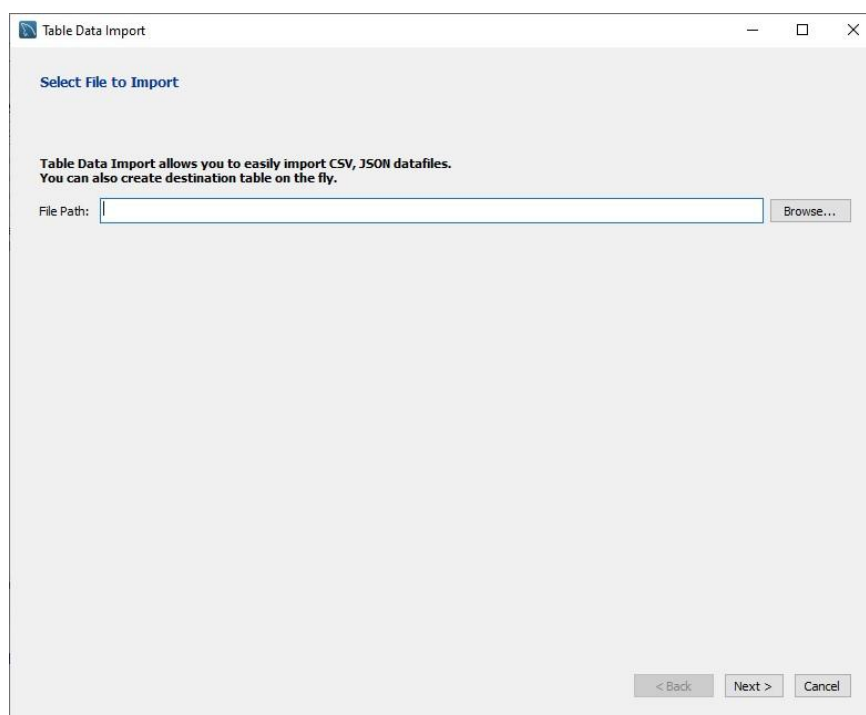 Table Data Import
Select File to Import
Table Data Import allows you to easily import CSV, JSON datafiles.
You can also create destination table on the fly.
File Path:
Browse...
< Back
Next >
Cancel